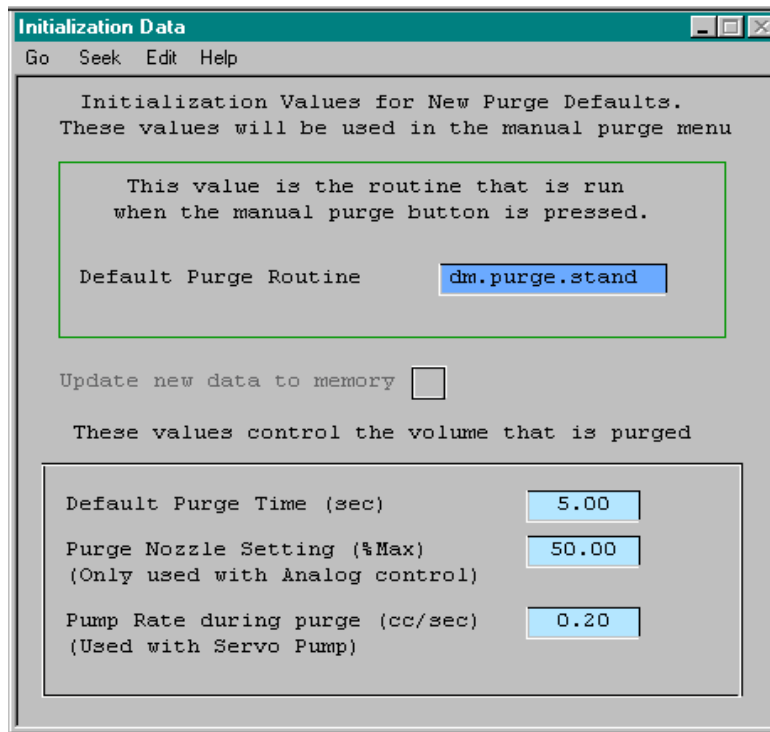 Initialization Data
Go Seek Edit Help
Initialization Values for New Purge Defaults.
These values will be used in the manual purge menu
This value is the routine that is run
when the manual purge button is pressed.
Default Purge Routine dm.purge.stand
Update new data to memory
These values control the volume that is purged
Default Purge Time (sec) 5.00
Purge Nozzle Setting (%Max) 50.00
(Only used with Analog control)
Pump Rate during purge (cc/sec) 0.20
(Used with Servo Pump)